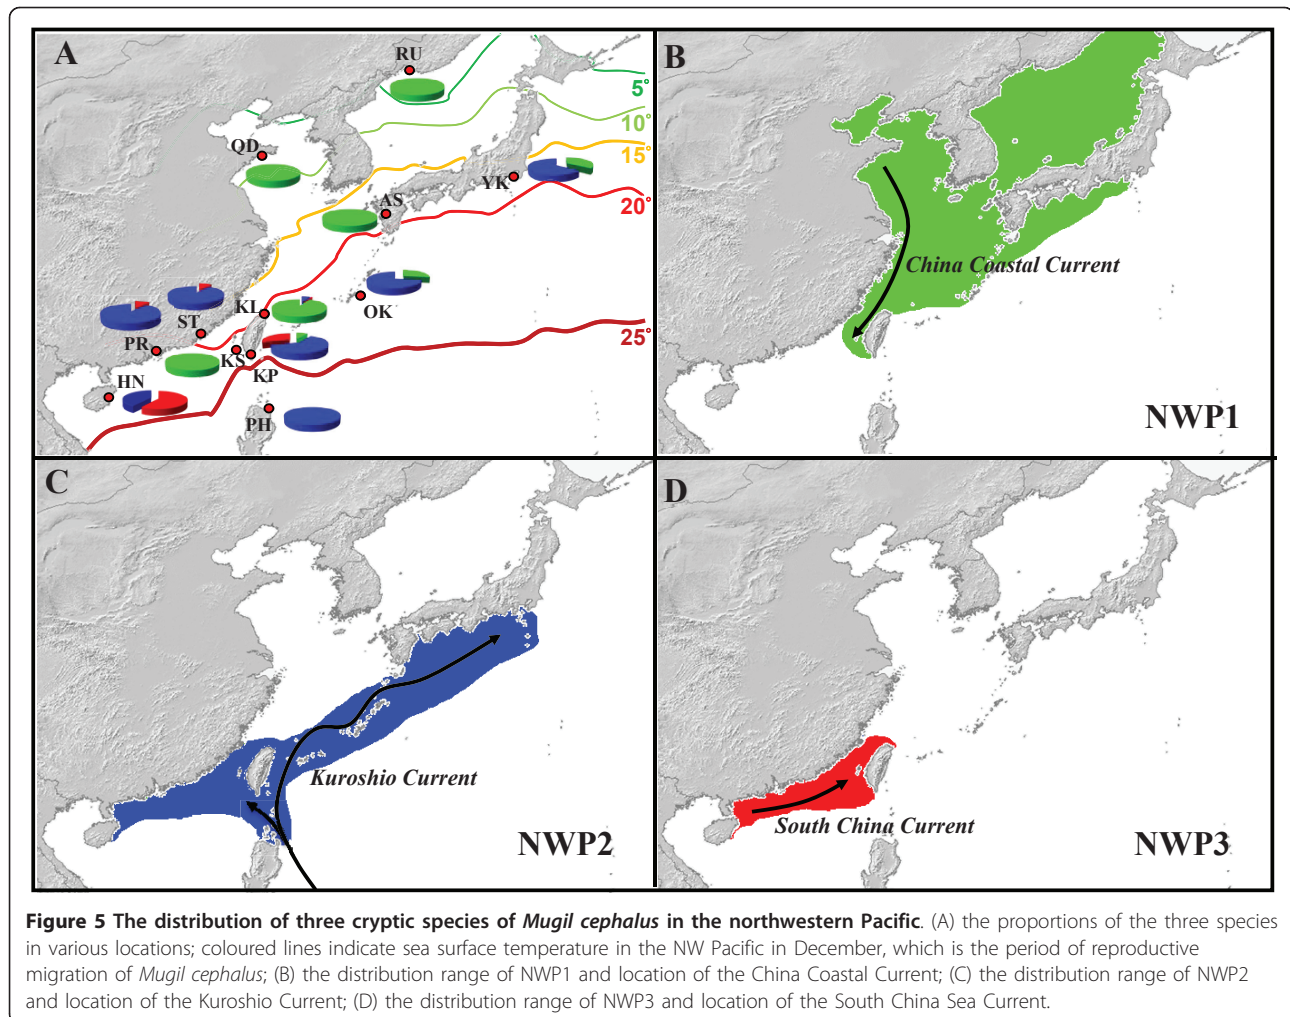 A
RU
5°
10°
QD
15°
YK
20°
AS
KL
OK
ST
PR
25°
KS
KP
HN
PH
B
China Coastal Current
NWP1
C
Kuroshio Current
NWP2
D
South China Current
NWP3
Figure 5 The distribution of three cryptic species of Mugil cephalus in the northwestern Pacific. (A) the proportions of the three species
in various locations; coloured lines indicate sea surface temperature in the NW Pacific in December, which is the period of reproductive
migration of Mugil cephalus; (B) the distribution range of NWP1 and location of the China Coastal Current; (C) the distribution range of NWP2
and location of the Kuroshio Current; (D) the distribution range of NWP3 and location of the South China Sea Current.